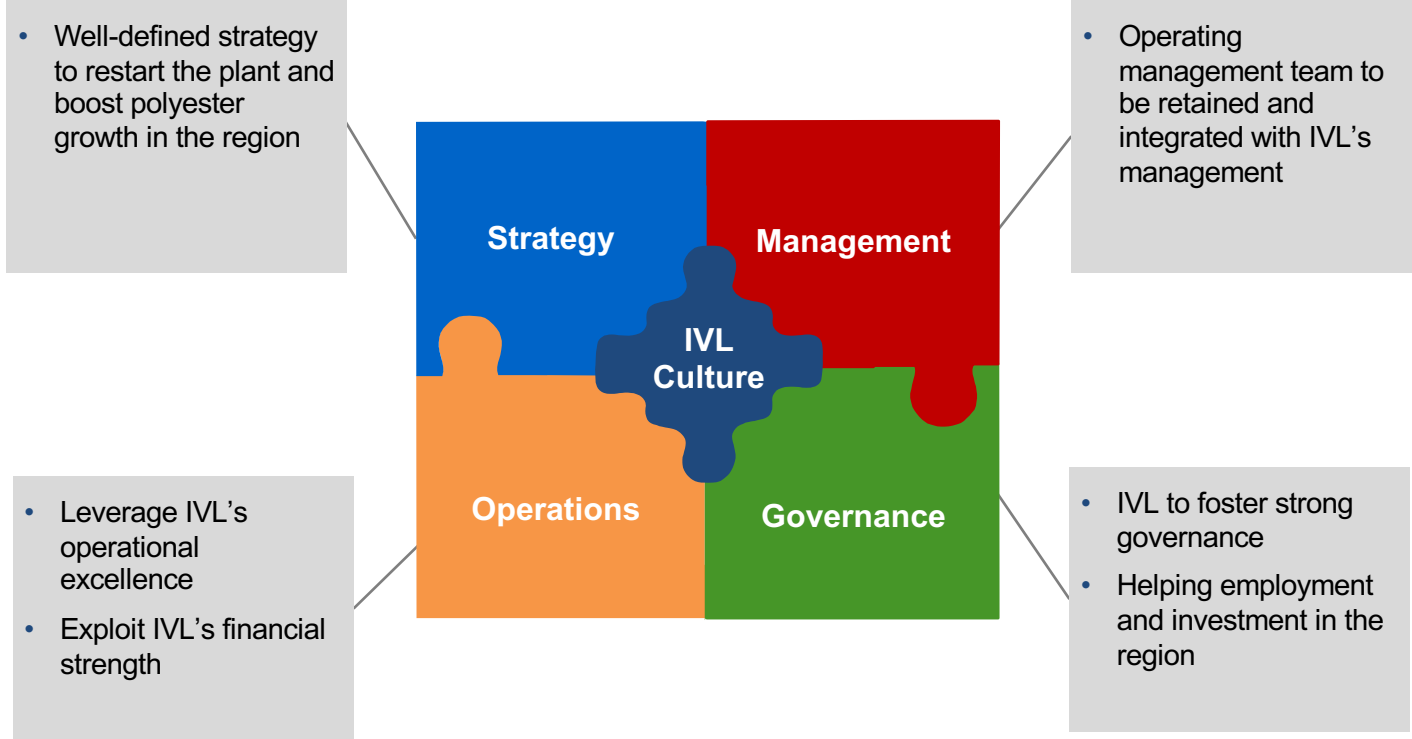 • Well-defined strategy
to restart the plant and
boost polyester
growth in the region
• Operating
management team to
be retained and
integrated with IVL’s
management
Strategy
Management
IVL
Culture
Operations
Governance
• Leverage IVL’s
operational
excellence
• Exploit IVL’s financial
strength
• IVL to foster strong
governance
• Helping employment
and investment in the
region